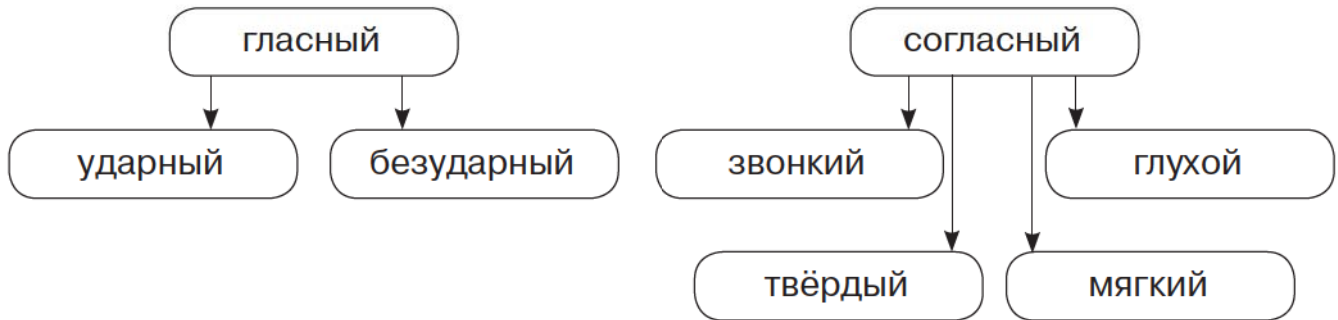 гласный
согласный
ударный
безударный
звонкий
глухой
твёрдый
мягкий